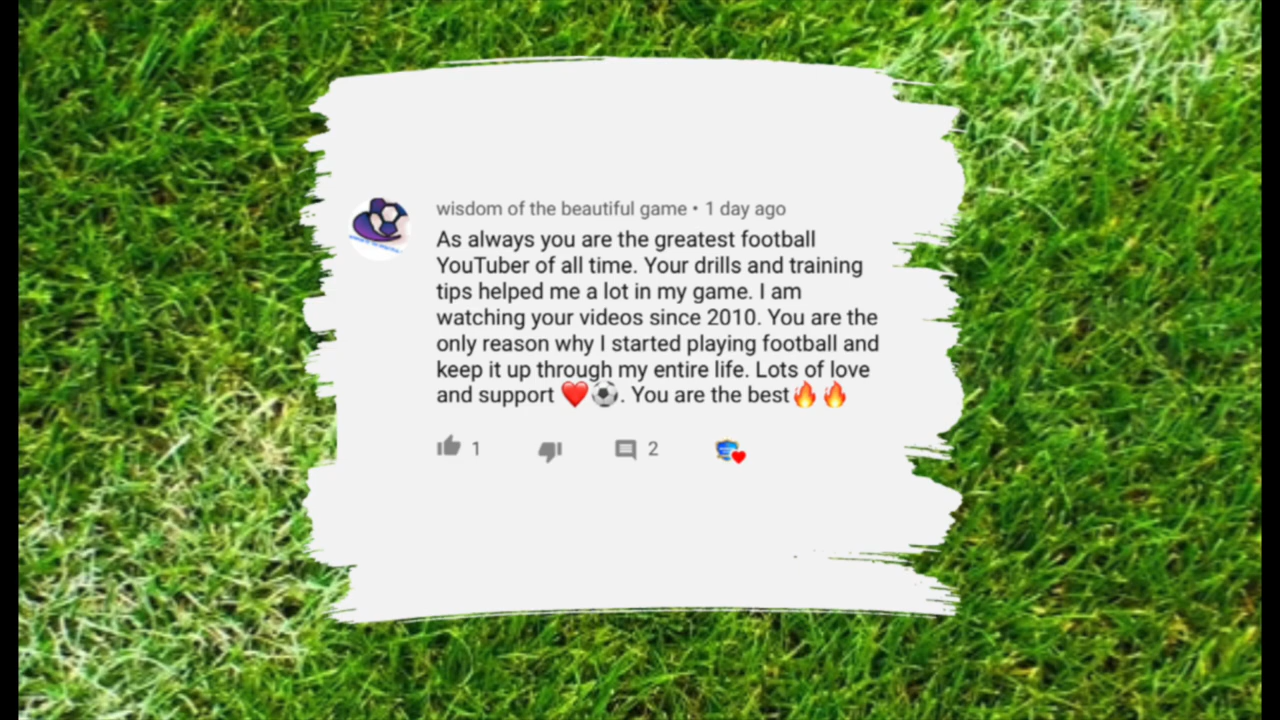 wisdom of the beautiful game • 1 day ago
As always you are the greatest football
YouTuber of all time. Your drills and training
tips helped me a lot in my game. I am
watching your videos since 2010. You are the
only reason why I started playing football and
keep it up through my entire life. Lots of love
and support ❤️⚽. You are the best🔥🔥
1
2